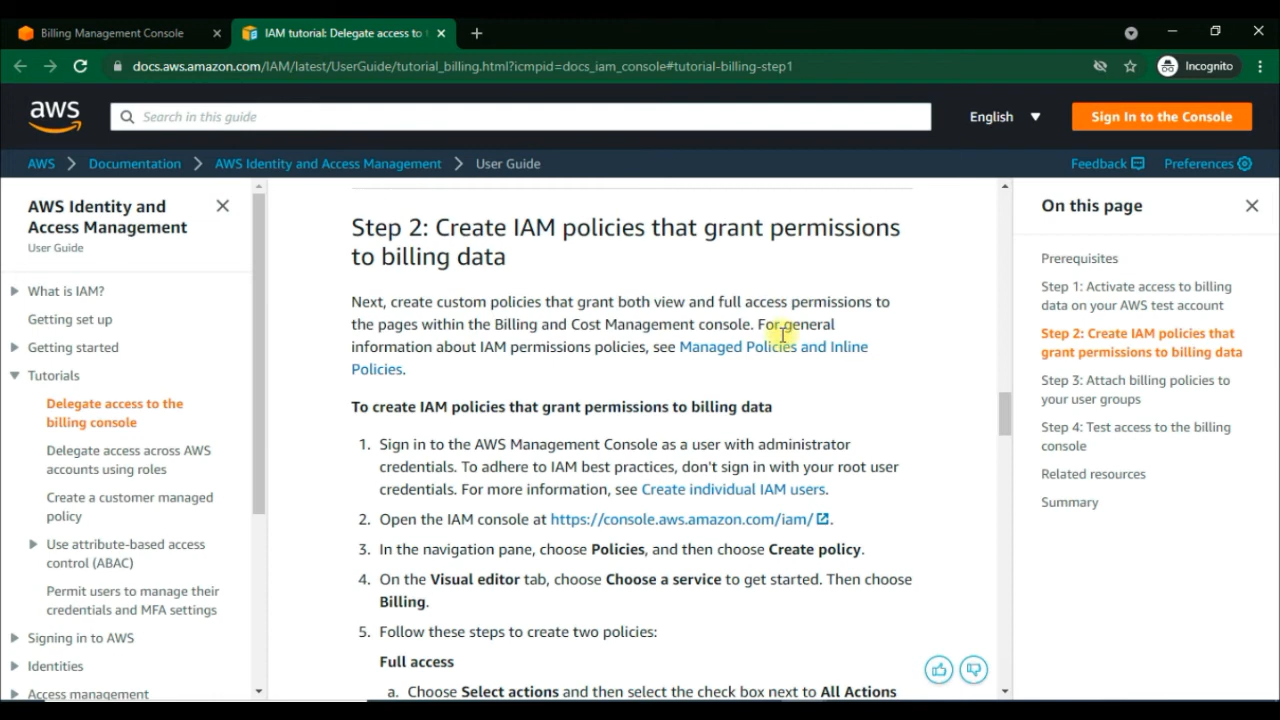 Billing Management Console
IAM tutorial: Delegate access to
docs.aws.amazon.com/IAM/latest/UserGuide/tutorial_billing.html?icmpid=docs_iam_console#tutorial-billing-step1
Incognito
aws
Search in this guide
English
Sign In to the Console
AWS > Documentation > AWS Identity and Access Management > User Guide
Feedback
Preferences
AWS Identity and
Access Management
User Guide
What is IAM?
Getting set up
Getting started
Tutorials
Delegate access to the
billing console
Delegate access across AWS
accounts using roles
Create a customer managed
policy
Use attribute-based access
control (ABAC)
Permit users to manage their
credentials and MFA settings
Signing in to AWS
Identities
Access management
Step 2: Create IAM policies that grant permissions
to billing data
Next, create custom policies that grant both view and full access permissions to
the pages within the Billing and Cost Management console. For general
information about IAM permissions policies, see Managed Policies and Inline
Policies.
To create IAM policies that grant permissions to billing data
1. Sign in to the AWS Management Console as a user with administrator
credentials. To adhere to IAM best practices, don't sign in with your root user
credentials. For more information, see Create individual IAM users.
2. Open the IAM console at https://console.aws.amazon.com/iam/.
3. In the navigation pane, choose Policies, and then choose Create policy.
4. On the Visual editor tab, choose Choose a service to get started. Then choose
Billing.
5. Follow these steps to create two policies:
Full access
a. Choose Select actions and then select the check box next to All Actions
On this page
Prerequisites
Step 1: Activate access to billing
data on your AWS test account
Step 2: Create IAM policies that
grant permissions to billing data
Step 3: Attach billing policies to
your user groups
Step 4: Test access to the billing
console
Related resources
Summary